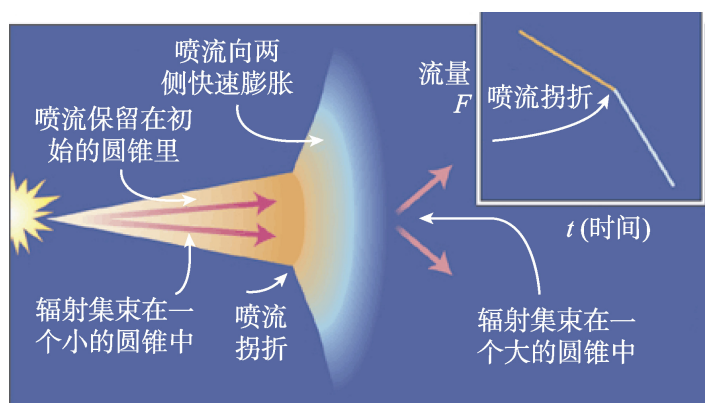 喷流向两
侧快速膨胀
喷流保留在初
始的圆锥里
流量
F
喷流拐折
t (时间)
辐射集束在一
个小的圆锥中
喷流
拐折
辐射集束在一
个大的圆锥中